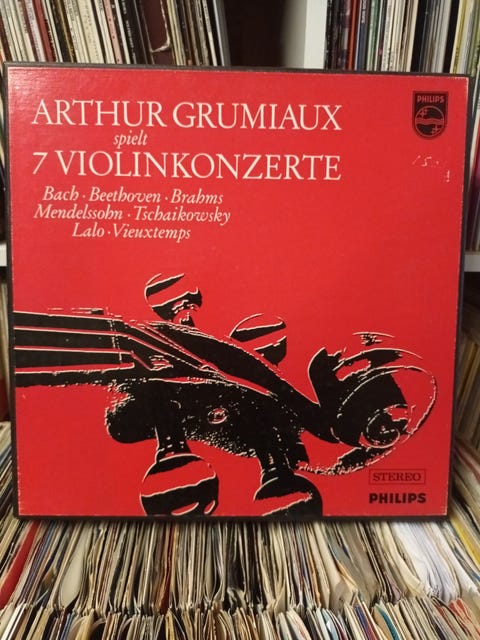 ARTHUR GRUMIAUX
spielt
7 VIOLINKONZERTE
Bach · Beethoven · Brahms
Mendelssohn · Tschaikowsky
Lalo · Vieuxtemps
PHILIPS
STEREO
PHILIPS